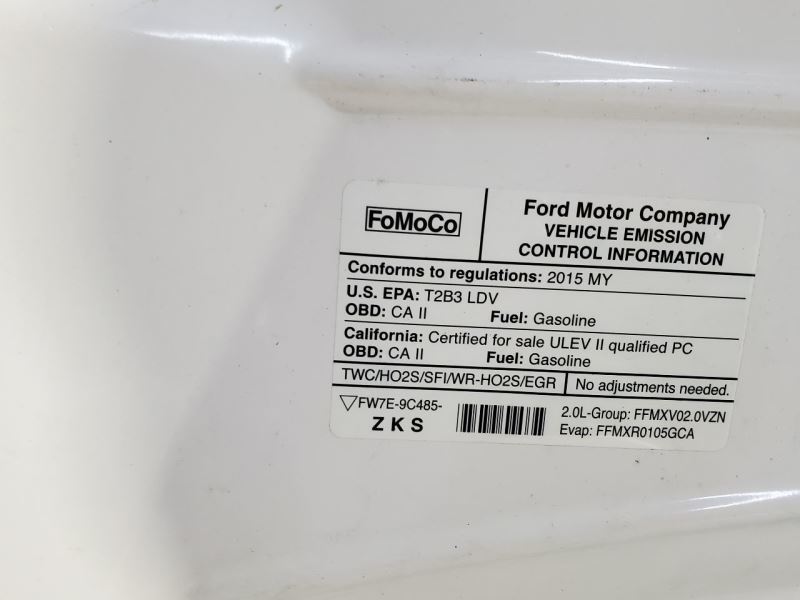 FoMoCo
Ford Motor Company
VEHICLE EMISSION
CONTROL INFORMATION
Conforms to regulations: 2015 MY
U.S. EPA: T2B3 LDV
OBD: CA II Fuel: Gasoline
California: Certified for sale ULEV II qualified PC
OBD: CA II Fuel: Gasoline
TWC/HO2S/SFI/WR-HO2S/EGR No adjustments needed.
▽FW7E-9C485-
Z K S
2.0L-Group: FFMXV02.0VZN
Evap: FFMXR0105GCA